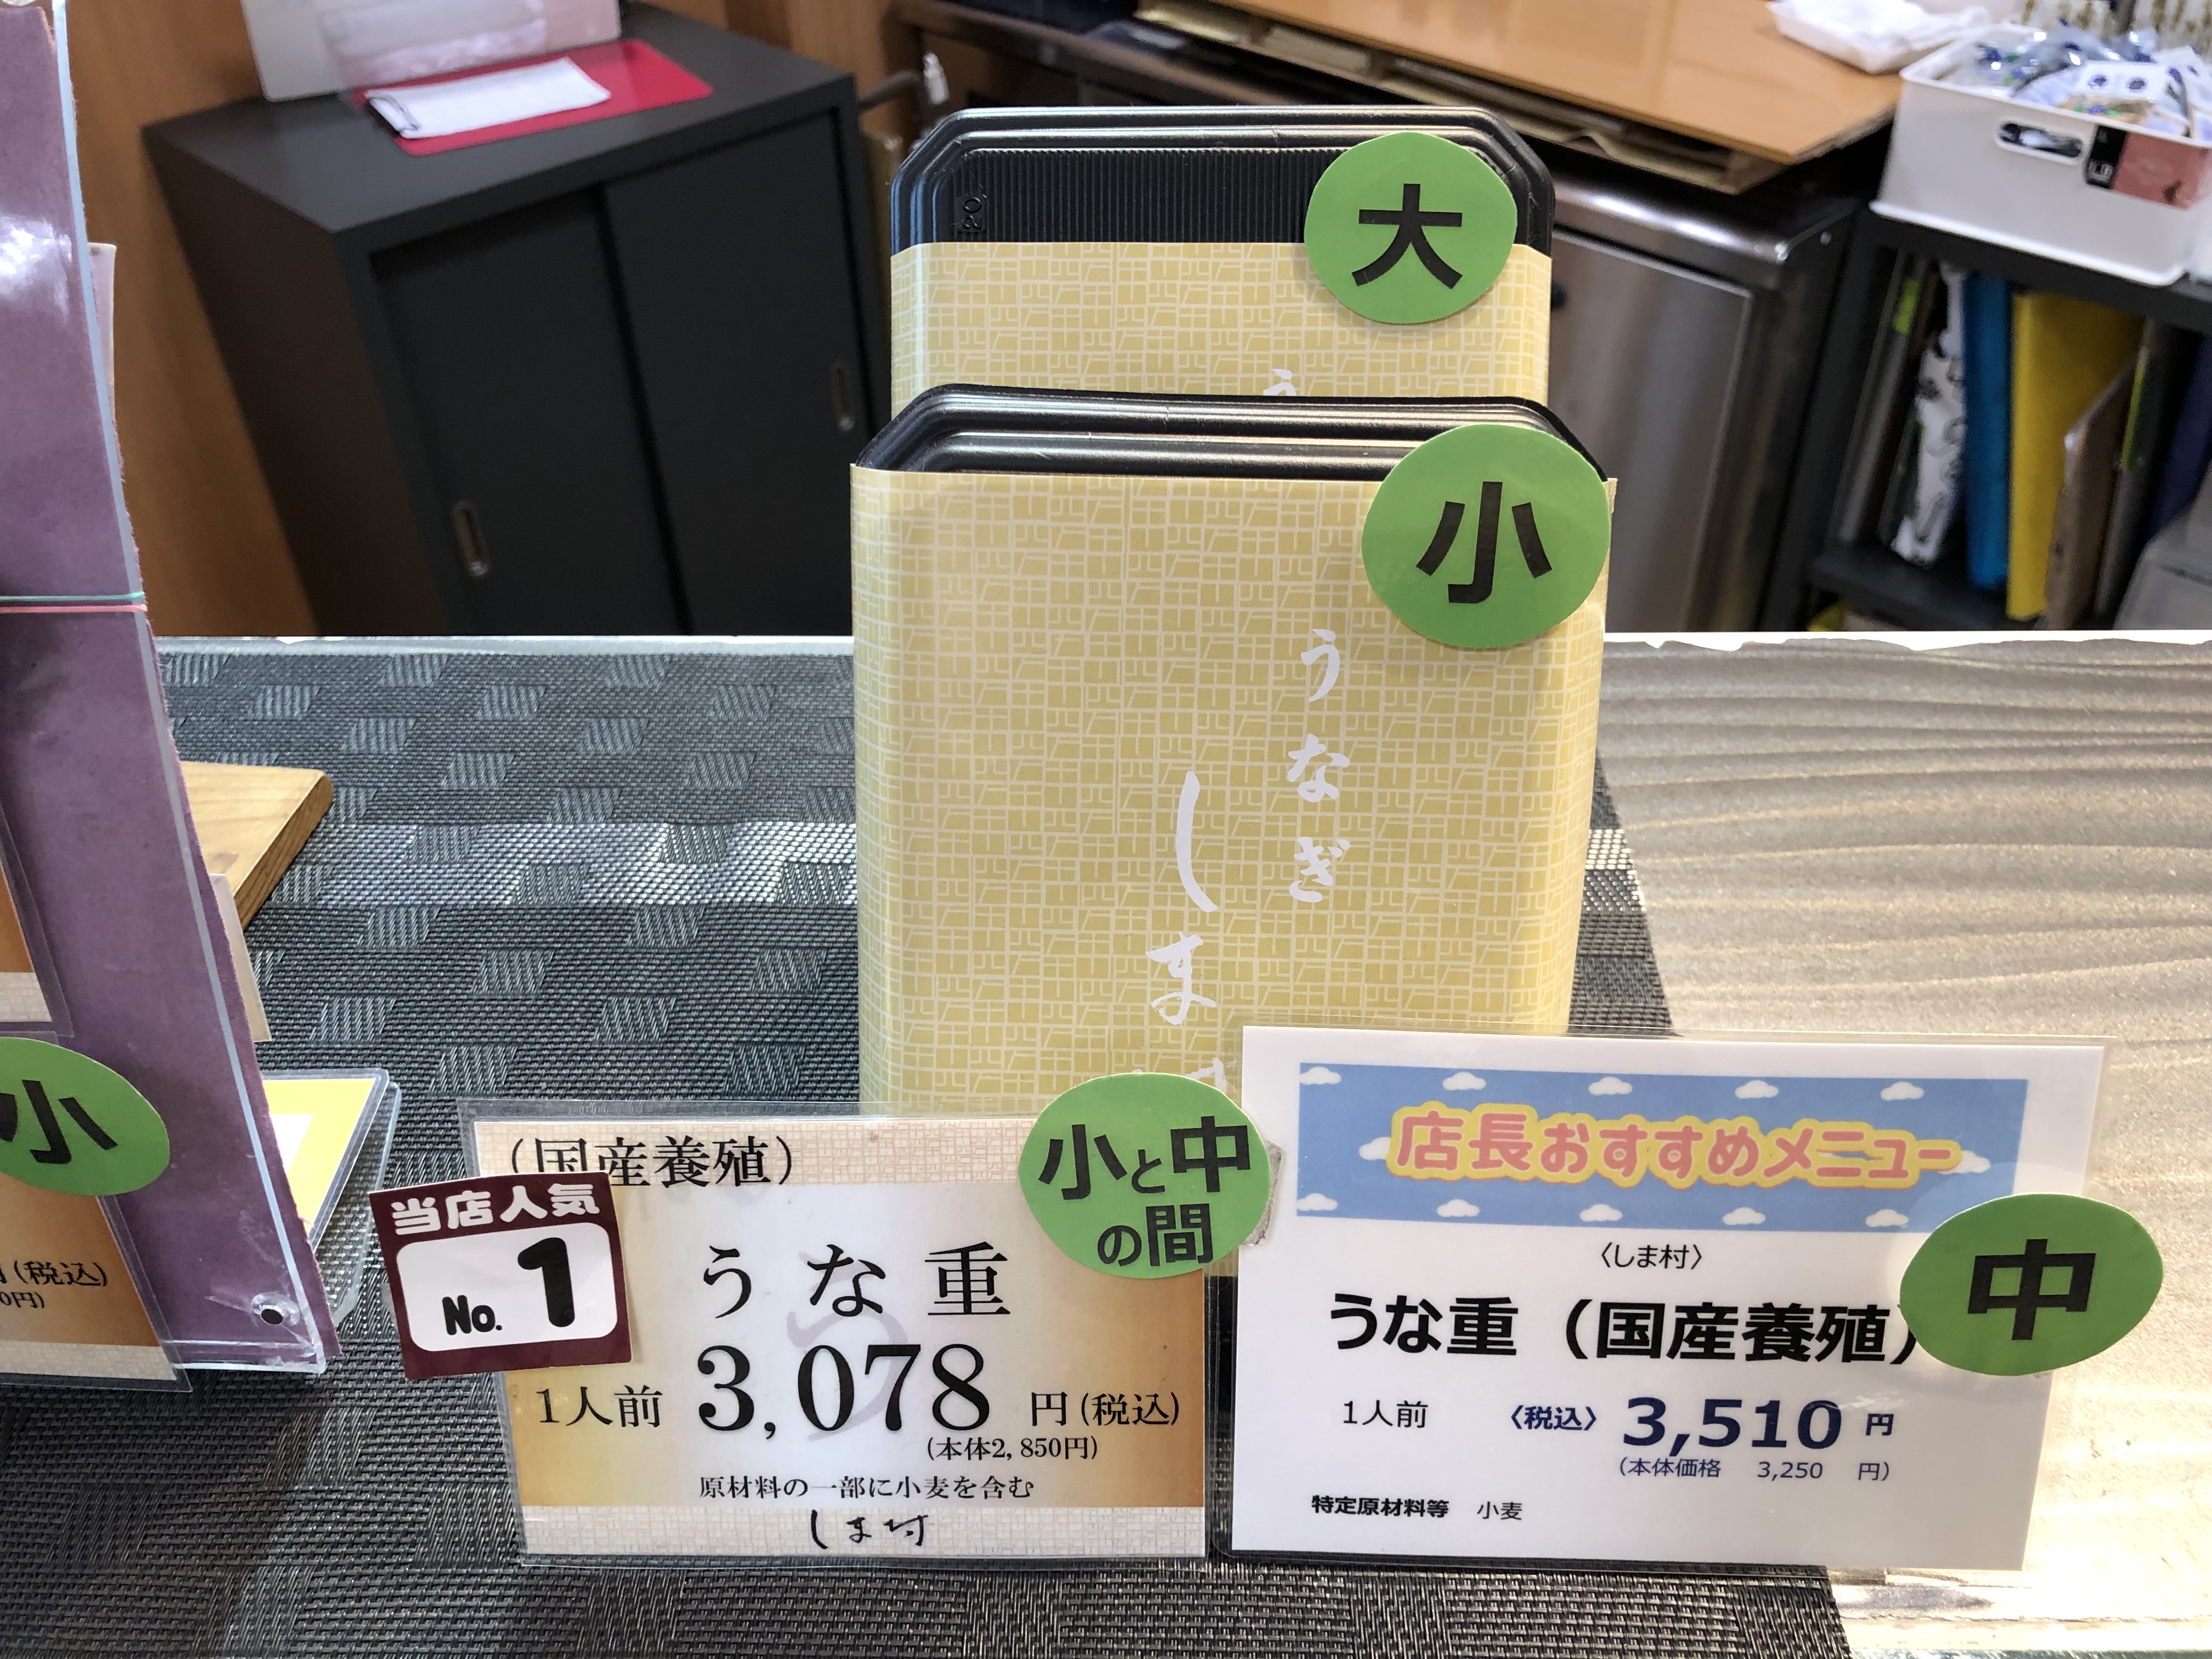 大
う
小
うなぎ
しま
小
(税込)
0円)
(国産養殖)
当店人気
No.1
小と中
の間
うな重
1人前 3,078 円(税込)
(本体2,850円)
原材料の一部に小麦を含む
しま村
店長おすすめメニュー
〈しま村〉
中
うな重(国産養殖)
1人前 〈税込〉 3,510 円
(本体価格 3,250 円)
特定原材料等 小麦